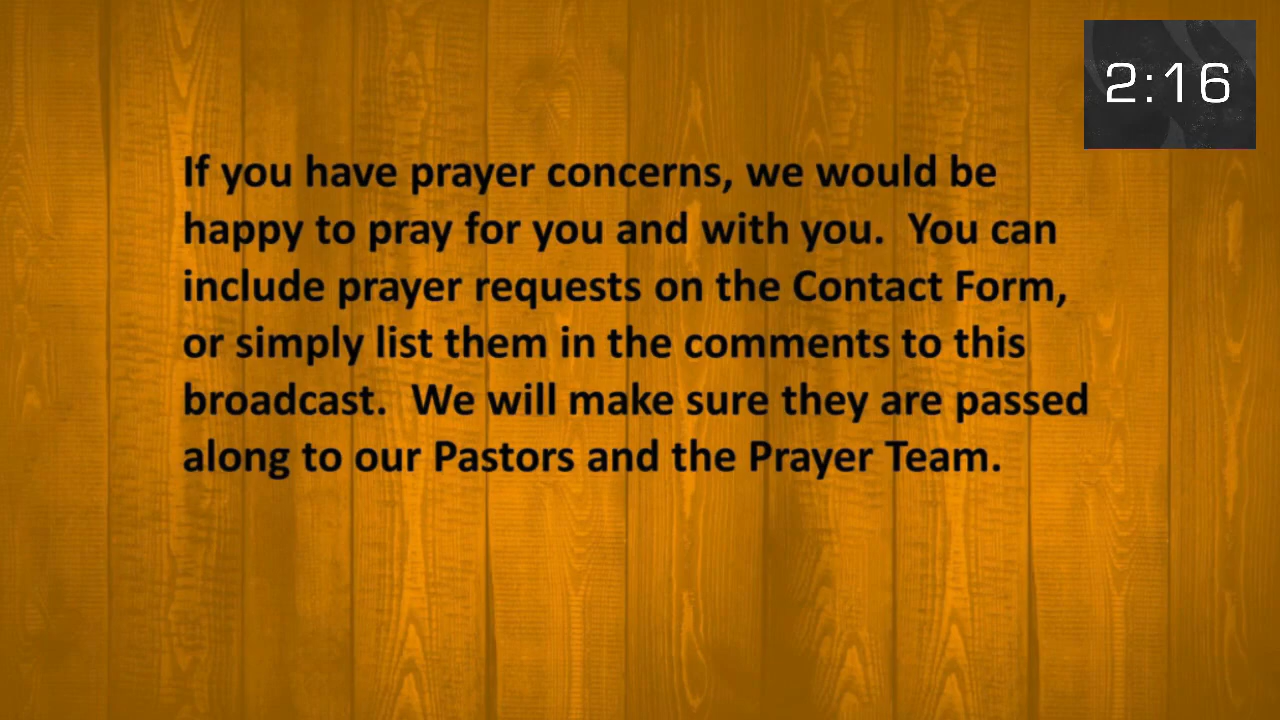 2:16
If you have prayer concerns, we would be
happy to pray for you and with you.  You can
include prayer requests on the Contact Form,
or simply list them in the comments to this
broadcast.  We will make sure they are passed
along to our Pastors and the Prayer Team.